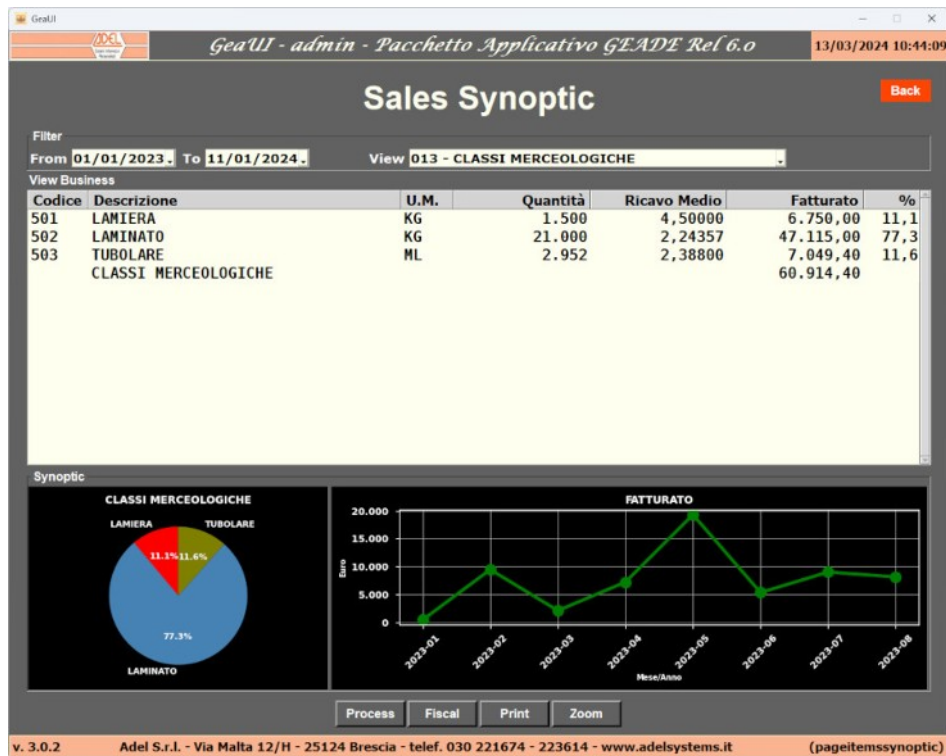 GeaUI
ADEL
GeaUI - admin - Pacchetto Applicativo GEADE Rel 6.0
13/03/2024 10:44:09
Sales Synoptic
Back
Filter
From 01/01/2023 To 11/01/2024 View 013 - CLASSI MERCEOLOGICHE
View Business
Codice Descrizione U.M. Quantità Ricavo Medio Fatturato %
501 LAMIERA KG 1.500 4,50000 6.750,00 11,1
502 LAMINATO KG 21.000 2,24357 47.115,00 77,3
503 TUBOLARE ML 2.952 2,38800 7.049,40 11,6
CLASSI MERCEOLOGICHE 60.914,40
Synoptic
CLASSI MERCEOLOGICHE
LAMIERA TUBOLARE
11.1% 11.6%
77.3%
LAMINATO
FATTURATO
20.000
15.000
10.000
5.000
0
Euro
2023-01 2023-02 2023-03 2023-04 2023-05 2023-06 2023-07 2023-08
Mese/Anno
Process Fiscal Print Zoom
v. 3.0.2 Adel S.r.l. - Via Malta 12/H - 25124 Brescia - telef. 030 221674 - 223614 - www.adelsystems.it (pageitemssynoptic)